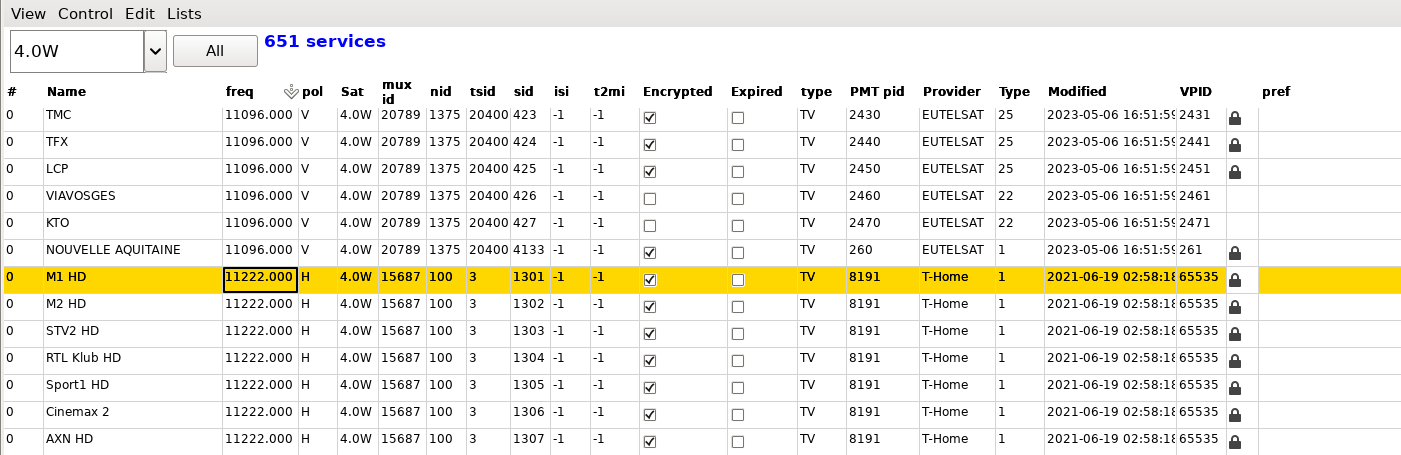 View Control Edit Lists
4.0W All 651 services
# Name freq pol Sat mux id nid tsid sid isi t2mi Encrypted Expired type PMT pid Provider Type Modified VPID pref
0 TMC 11096.000 V 4.0W 20789 1375 20400 423 -1 -1 TV 2430 EUTELSAT 25 2023-05-06 16:51:59 2431
0 TFX 11096.000 V 4.0W 20789 1375 20400 424 -1 -1 TV 2440 EUTELSAT 25 2023-05-06 16:51:59 2441
0 LCP 11096.000 V 4.0W 20789 1375 20400 425 -1 -1 TV 2450 EUTELSAT 25 2023-05-06 16:51:59 2451
0 VIAVOSGES 11096.000 V 4.0W 20789 1375 20400 426 -1 -1 TV 2460 EUTELSAT 22 2023-05-06 16:51:59 2461
0 KTO 11096.000 V 4.0W 20789 1375 20400 427 -1 -1 TV 2470 EUTELSAT 22 2023-05-06 16:51:59 2471
0 NOUVELLE AQUITAINE 11096.000 V 4.0W 20789 1375 20400 4133 -1 -1 TV 260 EUTELSAT 1 2023-05-06 16:51:59 261
0 M1 HD 11222.000 H 4.0W 15687 100 3 1301 -1 -1 TV 8191 T-Home 1 2021-06-19 02:58:18 65535
0 M2 HD 11222.000 H 4.0W 15687 100 3 1302 -1 -1 TV 8191 T-Home 1 2021-06-19 02:58:18 65535
0 STV2 HD 11222.000 H 4.0W 15687 100 3 1303 -1 -1 TV 8191 T-Home 1 2021-06-19 02:58:18 65535
0 RTL Klub HD 11222.000 H 4.0W 15687 100 3 1304 -1 -1 TV 8191 T-Home 1 2021-06-19 02:58:18 65535
0 Sport1 HD 11222.000 H 4.0W 15687 100 3 1305 -1 -1 TV 8191 T-Home 1 2021-06-19 02:58:18 65535
0 Cinemax 2 11222.000 H 4.0W 15687 100 3 1306 -1 -1 TV 8191 T-Home 1 2021-06-19 02:58:18 65535
0 AXN HD 11222.000 H 4.0W 15687 100 3 1307 -1 -1 TV 8191 T-Home 1 2021-06-19 02:58:18 65535